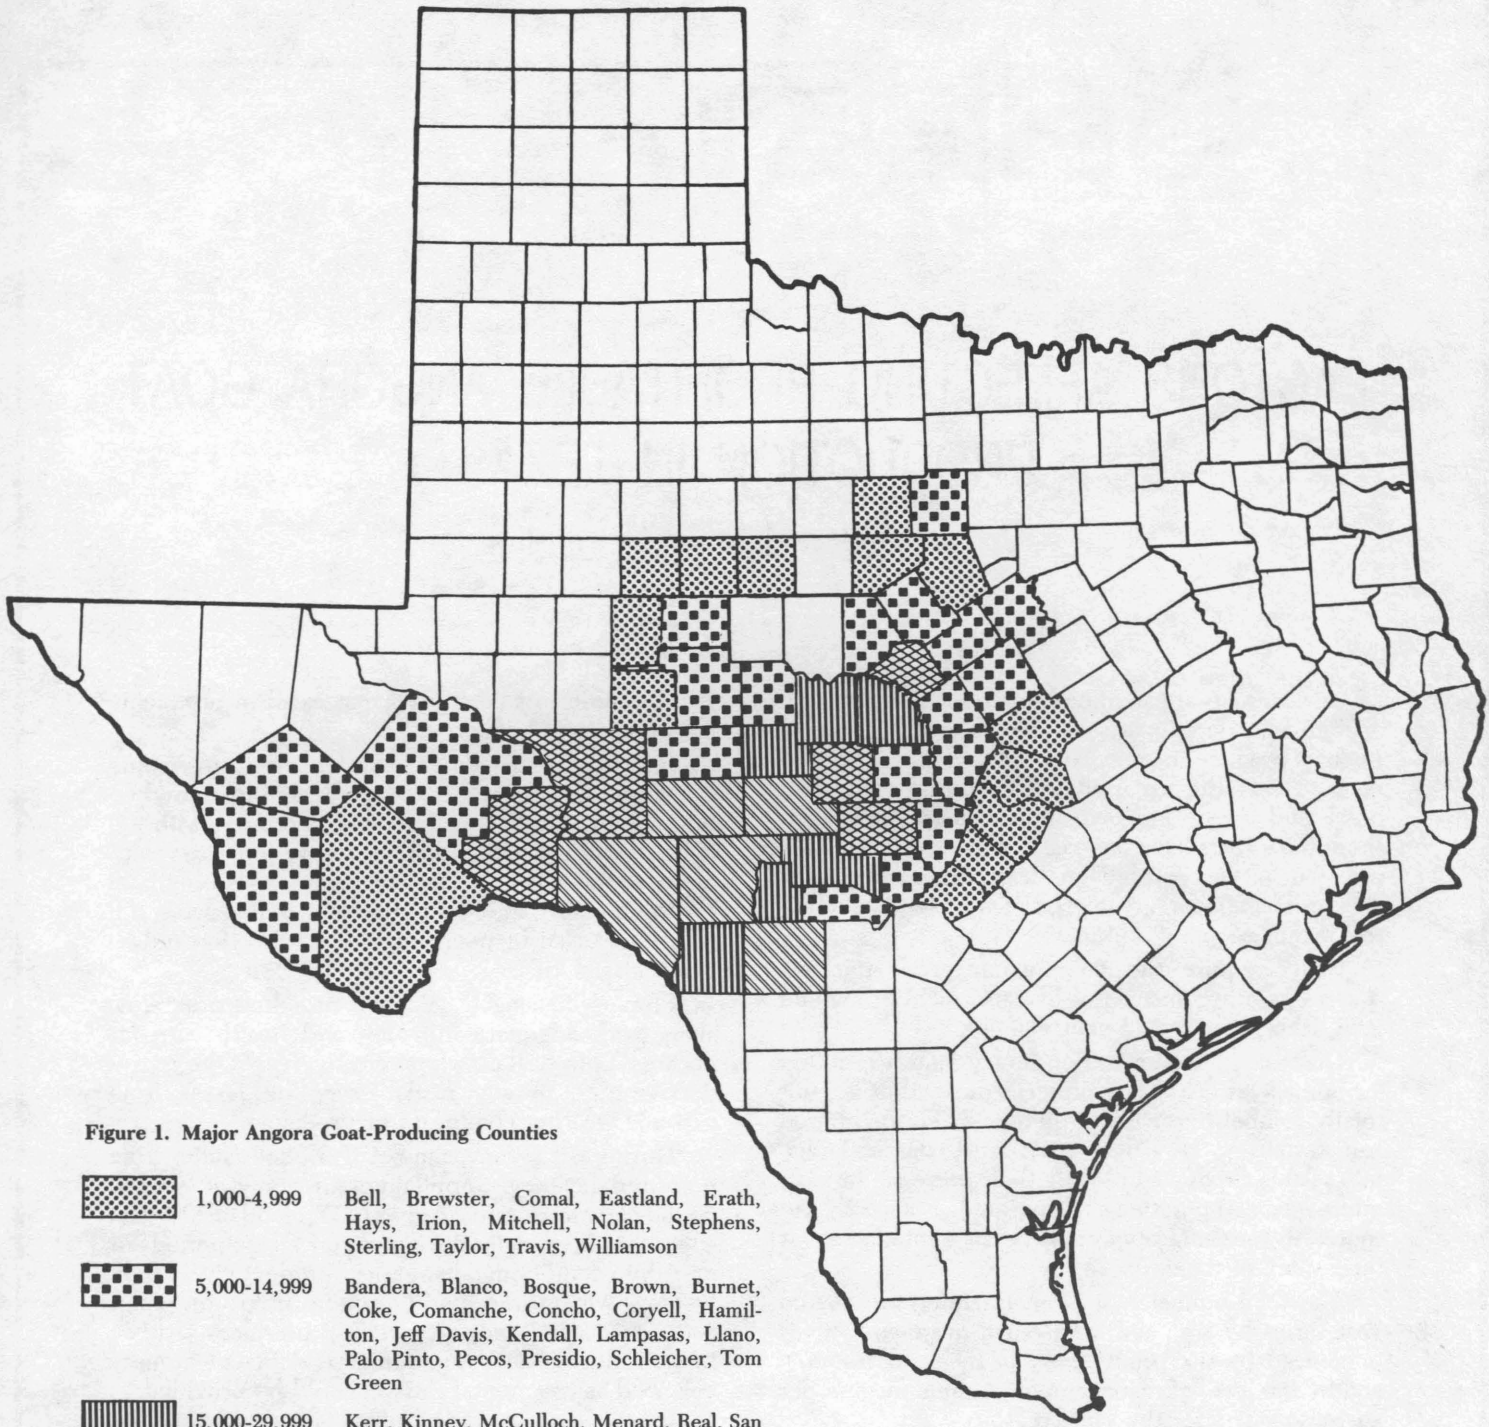 Figure 1. Major Angora Goat-Producing Counties
1,000-4,999 Bell, Brewster, Comal, Eastland, Erath,
Hays, Irion, Mitchell, Nolan, Stephens,
Sterling, Taylor, Travis, Williamson
5,000-14,999 Bandera, Blanco, Bosque, Brown, Burnet,
Coke, Comanche, Concho, Coryell, Hamil-
ton, Jeff Davis, Kendall, Lampasas, Llano,
Palo Pinto, Pecos, Presidio, Schleicher, Tom
Green
15,000-29,999 Kerr, Kinney, McCulloch, Menard, Real, San